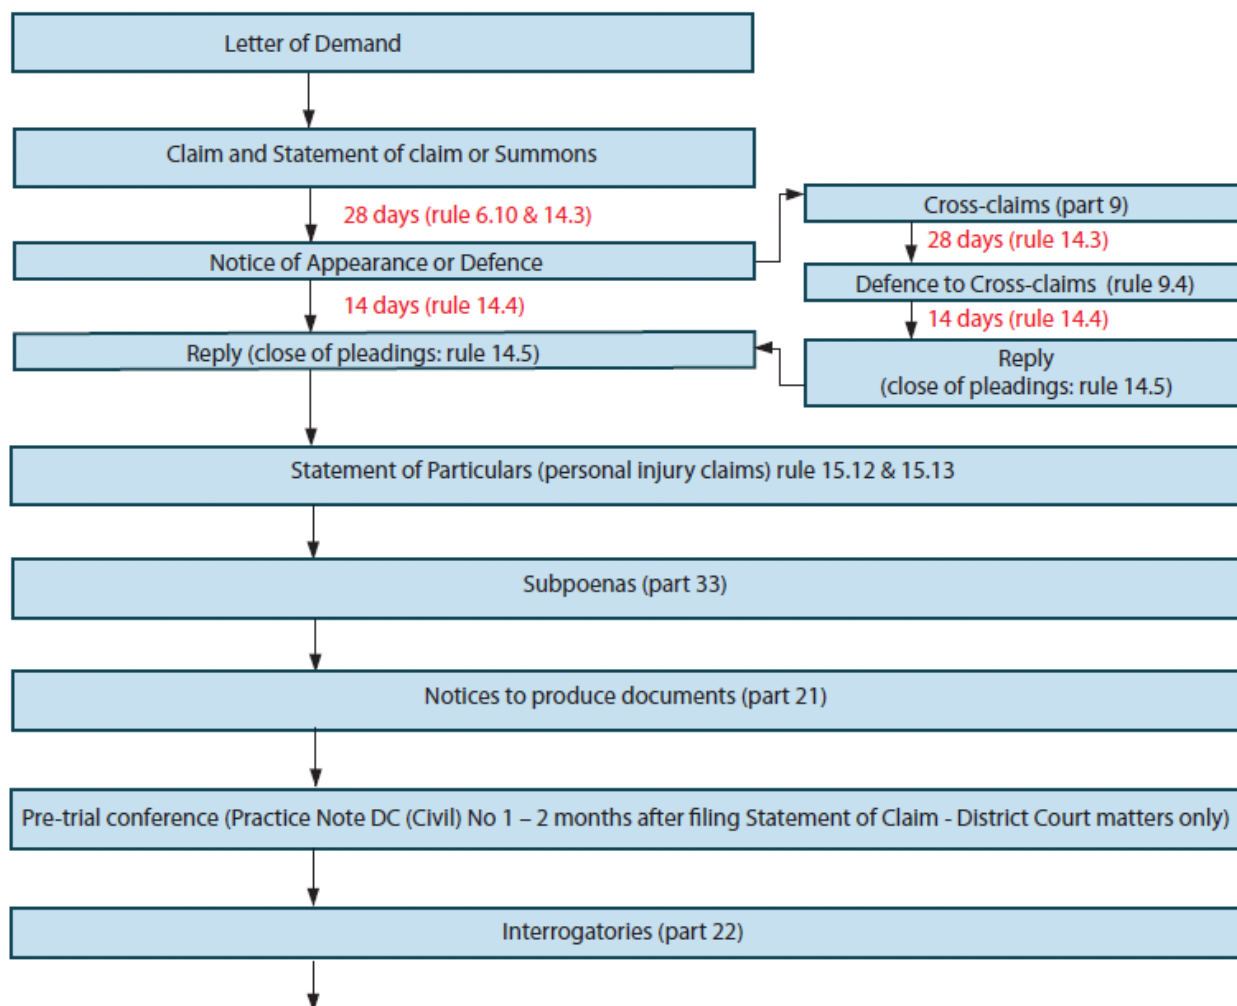 Letter of Demand
Claim and Statement of claim or Summons
28 days (rule 6.10 & 14.3)
Notice of Appearance or Defence
14 days (rule 14.4)
Reply (close of pleadings: rule 14.5)
Cross-claims (part 9)
28 days (rule 14.3)
Defence to Cross-claims (rule 9.4)
14 days (rule 14.4)
Reply
(close of pleadings: rule 14.5)
Statement of Particulars (personal injury claims) rule 15.12 & 15.13
Subpoenas (part 33)
Notices to produce documents (part 21)
Pre-trial conference (Practice Note DC (Civil) No 1 – 2 months after filing Statement of Claim - District Court matters only)
Interrogatories (part 22)